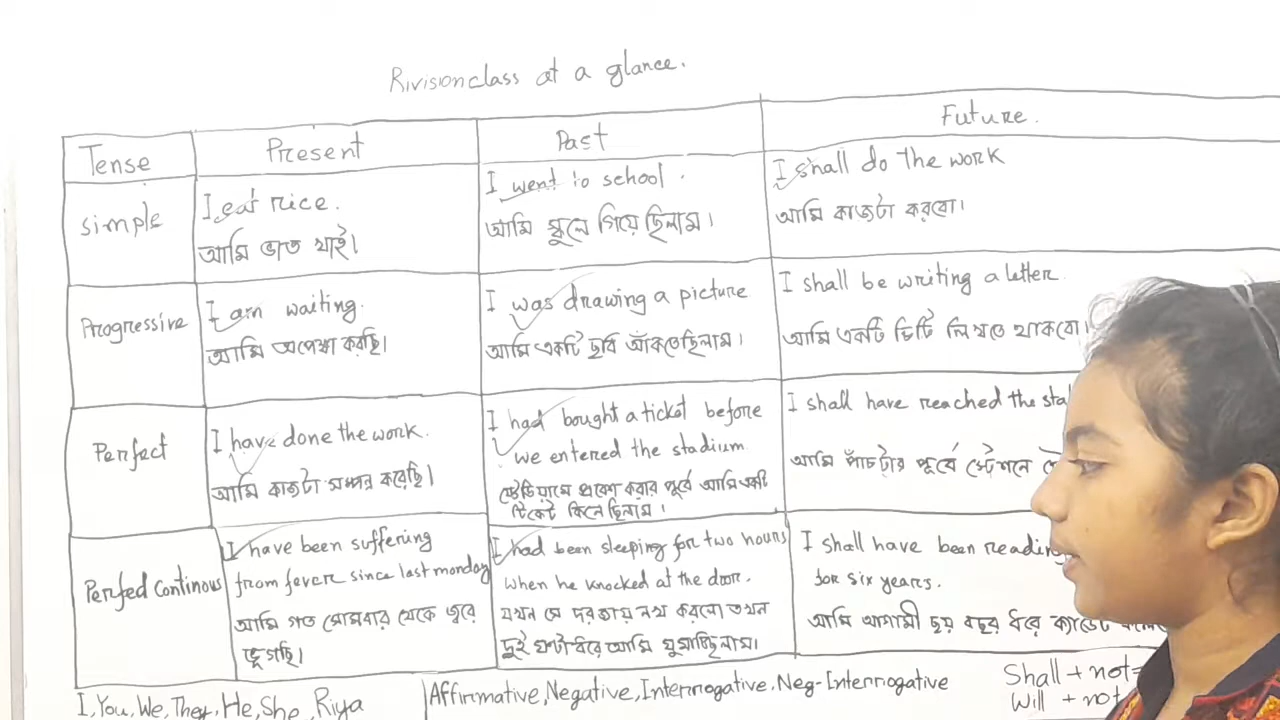 Rivision class at a glance.
Tense
Present
Past
Future.
simple
I eat rice.
আমি ভাত খাই।
I went to school.
আমি স্কুলে গিয়ে ছিলাম।
I shall do the work
আমি কাজটা করবো।
Progressive
I am waiting.
আমি অপেক্ষা করছি।
I was drawing a picture
আমি একটি ছবি আঁকতেছিলাম।
I shall be writing a letter.
আমি একটি চিটি লিখতে থাকবো।
Perfect
I have done the work.
আমি কাজটা সম্পন্ন করেছি।
I had bought a ticket before
we entered the stadium.
স্টেডিয়ামে প্রবেশ করার পূর্বে আমি একটি
টিকেট কিনে ছিলাম।
I shall have reached the sta
আমি পাঁচটার পূর্বে স্টেশনে
Perfed Continous
I have been suffering
from fever since last monday
আমি গত সোমবার থেকে জ্বরে
ভুগছি।
I had been sleeping for two hours
when he knocked at the door.
যখন সে দরজায় নখ করলো তখন
দুই ঘণ্টা ধরে আমি ঘুমাচ্ছিলাম।
I shall have been reading
for six years.
আমি আগামী ছয় বছর ধরে ক্যাডেট
I, You, We, They, He, She, Riya
Affirmative, Negative, Interrogative, Neg-Interrogative
Shall + not =
Will + not